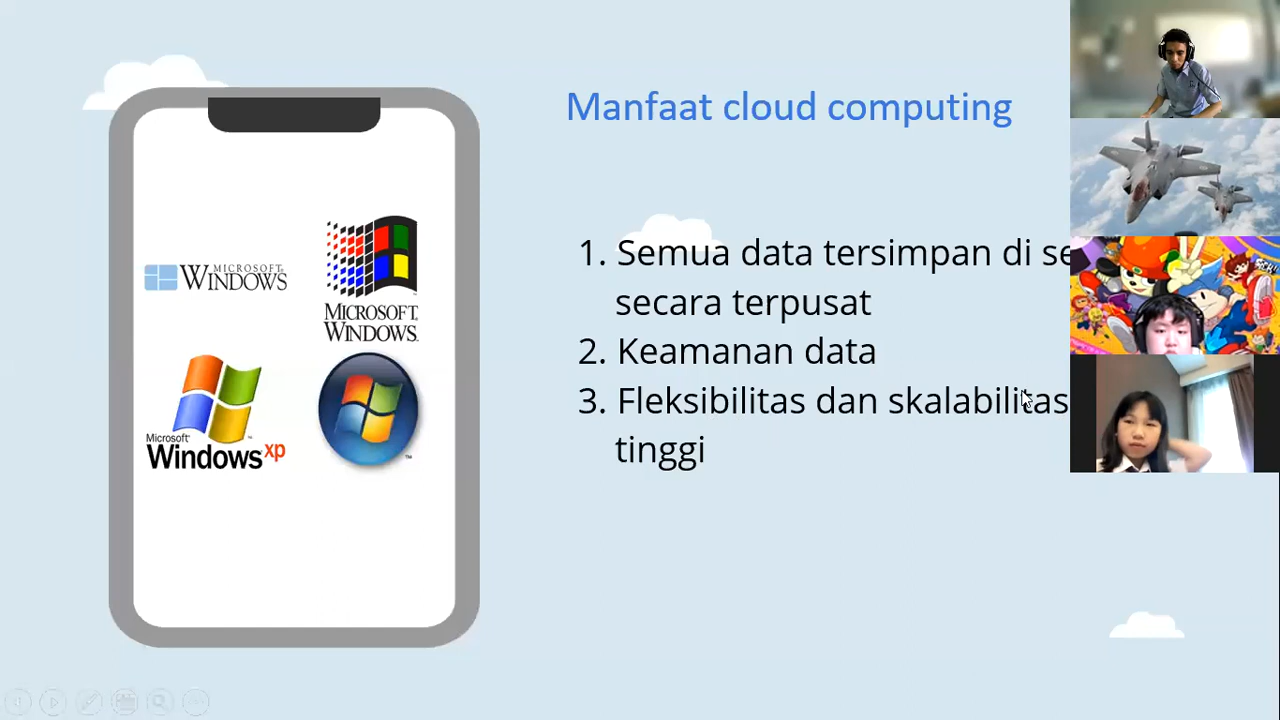 Manfaat cloud computing
1. Semua data tersimpan di
secara terpusat
2. Keamanan data
3. Fleksibilitas dan skalabilitas
tinggi
MICROSOFT
WINDOWS
MICROSOFT
WINDOWS
Microsoft
Windows xp